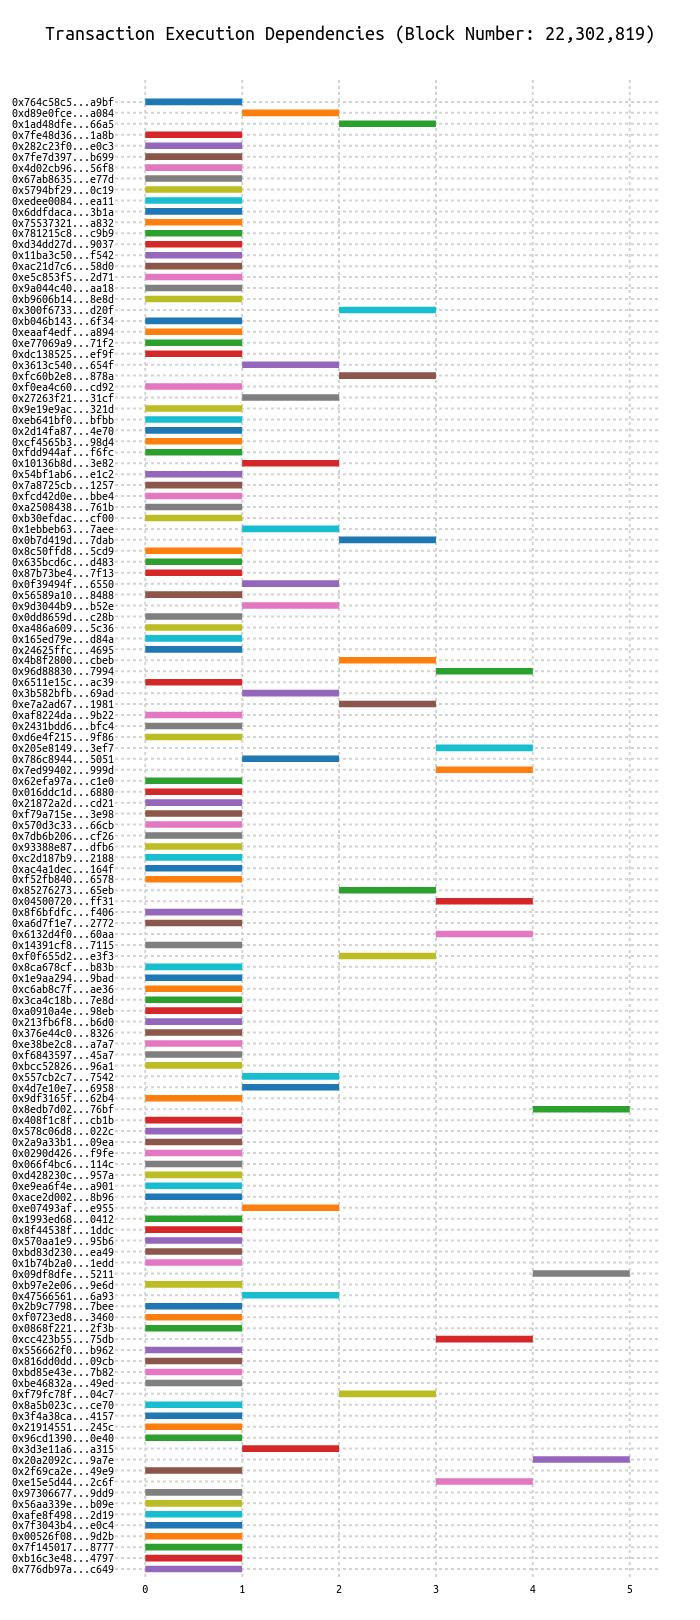 Transaction Execution Dependencies (Block Number: 22,302,819)
0x764c58c5...a9bf
0xd89e0fce...a084
0x1ad48dfe...66a5
0x7fe48d36...1a8b
0x282c23f0...e0c3
0x7fe7d397...b699
0x4d02cb96...56f8
0x67ab8635...e77d
0x5794bf29...0c19
0xedee0084...ea11
0x6ddfdaca...3b1a
0x75537321...a832
0x781215c8...c9b9
0xd34dd27d...9037
0x11ba3c50...f542
0xac21d7c6...58d0
0xe5c853f5...2d71
0x9a044c40...aa18
0xb9606b14...8e8d
0x300f6733...d20f
0xb046b143...6f34
0xeaaf4edf...a894
0xe77069a9...71f2
0xdc138525...ef9f
0x3613c540...654f
0xfc60b2e8...878a
0xf0ea4c60...cd92
0x27263f21...31cf
0x9e19e9ac...321d
0xeb641bf0...bfbb
0x2d14fa87...4e70
0xcf4565b3...98d4
0xfdd944af...f6fc
0x10136b8d...3e82
0x54bf1ab6...e1c2
0x7a8725cb...1257
0xfcd42d0e...bbe4
0xa2508438...761b
0xb30efdac...cf00
0x1ebbeb63...7aee
0x0b7d419d...7dab
0x8c50ffd8...5cd9
0x635bcd6c...d483
0x87b73be4...7f13
0x0f39494f...6550
0x56589a10...8488
0x9d3044b9...b52e
0x0dd8659d...c28b
0xa486a609...5c36
0x165ed79e...d84a
0x24625ffc...4695
0x4b8f2800...cbeb
0x96d88830...7994
0x6511e15c...ac39
0x3b582bfb...69ad
0xe7a2ad67...1981
0xaf8224da...9b22
0x2431bdd6...bfc4
0xd6e4f215...9f86
0x205e8149...3ef7
0x786c8944...5051
0x7ed99402...999d
0x62efa97a...c1e0
0x016ddc1d...6880
0x21872a2d...cd21
0xf79a715e...3e98
0x570d3c33...66cb
0x7db6b206...cf26
0x93388e87...dfb6
0xc2d187b9...2188
0xac4a1dec...164f
0xf52fb840...6578
0x85276273...65eb
0x04500720...ff31
0x8f6bfdfc...f406
0xa6d7f1e7...2772
0x6132d4f0...60aa
0x14391cf8...7115
0xf0f655d2...e3f3
0x8ca678cf...b83b
0x1e9aa294...9bad
0xc6ab8c7f...ae36
0x3ca4c18b...7e8d
0xa0910a4e...98eb
0x213fb6f8...b6d0
0x376e44c0...8326
0xe38be2c8...a7a7
0xf6843597...45a7
0xbcc52826...96a1
0x557cb2c7...7542
0x4d7e10e7...6958
0x9df3165f...62b4
0x8edb7d02...76bf
0x408f1c8f...cb1b
0x578c06d8...022c
0x2a9a33b1...09ea
0x0290d426...f9fe
0x066f4bc6...114c
0xd428230c...957a
0xe9ea6f4e...a901
0xace2d002...8b96
0xe07493af...e955
0x1993ed68...0412
0x8f44538f...1ddc
0x570aa1e9...95b6
0xbd83d230...ea49
0x1b74b2a0...1edd
0x09df8dfe...5211
0xb97e2e06...9e6d
0x47566561...6a93
0x2b9c7798...7bee
0xf0723ed8...3460
0x0868f221...2f3b
0xcc423b55...75db
0x556662f0...b962
0x816dd0dd...09cb
0xbd85e43e...7b82
0xbe46832a...49ed
0xf79fc78f...04c7
0x8a5b023c...ce70
0x3f4a38ca...4157
0x21914551...245c
0x96cd1390...0e40
0x3d3e11a6...a315
0x20a2092c...9a7e
0x2f69ca2e...49e9
0xe15e5d44...2c6f
0x97306677...9dd9
0x56aa339e...b09e
0xafe8f498...2d19
0x7f3043b4...e0c4
0x00526f08...9d2b
0x7f145017...8777
0xb16c3e48...4797
0x776db97a...c649
0 1 2 3 4 5